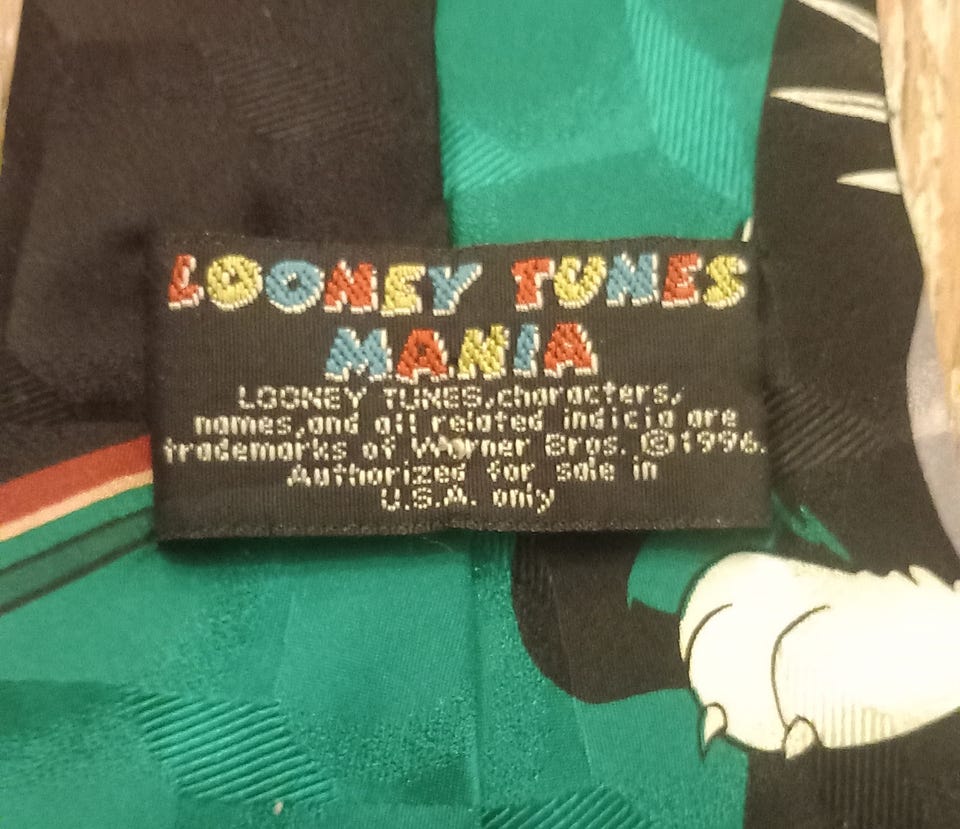 LOONEY TUNES
MANIA
LOONEY TUNES,characters,
names,and all related indicia are
trademarks of Warner Bros. ©1996.
Authorized for sale in
U.S.A. only